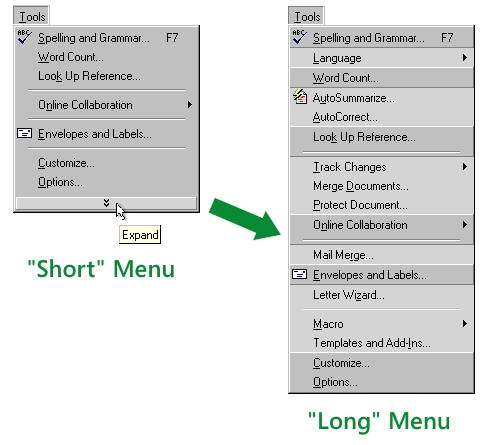 Tools
ABC Spelling and Grammar... F7
Word Count...
Look Up Reference...
Online Collaboration
Envelopes and Labels...
Customize...
Options...
Expand
"Short" Menu
Tools
ABC Spelling and Grammar... F7
Language
Word Count...
AutoSummarize...
AutoCorrect...
Look Up Reference...
Track Changes
Merge Documents...
Protect Document...
Online Collaboration
Mail Merge...
Envelopes and Labels...
Letter Wizard...
Macro
Templates and Add-Ins...
Customize...
Options...
"Long" Menu